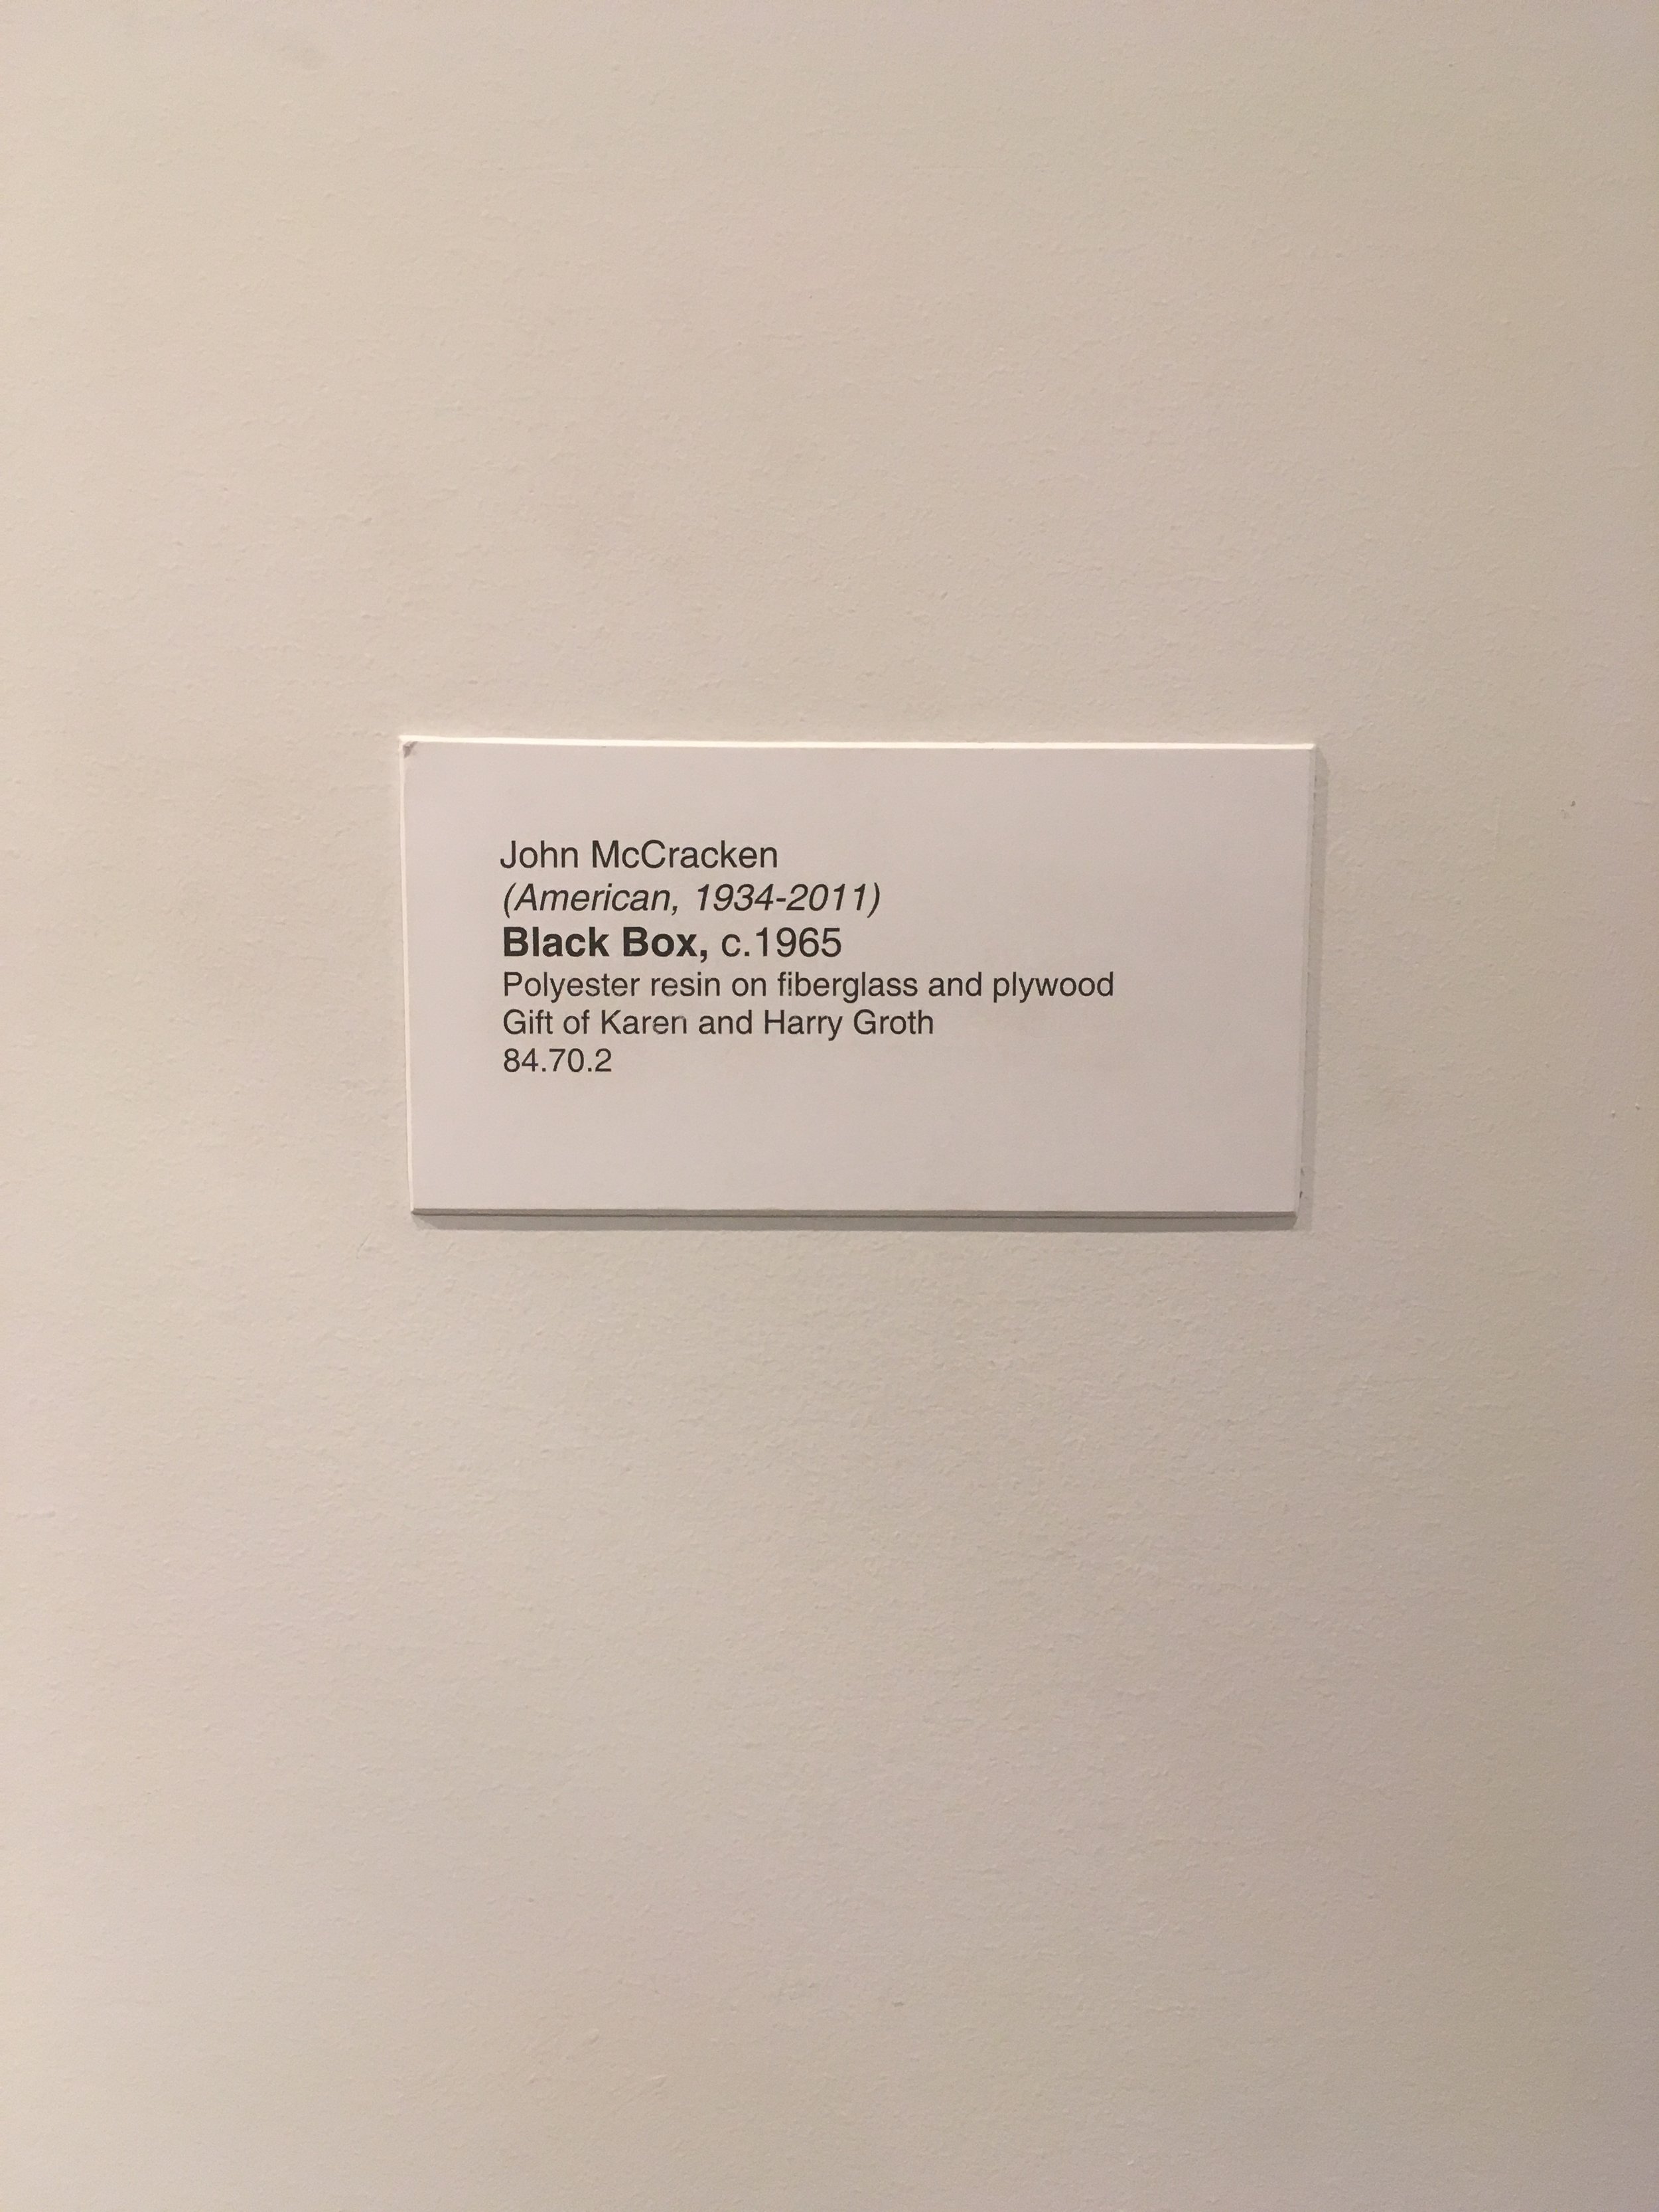 John McCracken
(American, 1934-2011)
Black Box, c.1965
Polyester resin on fiberglass and plywood
Gift of Karen and Harry Groth
84.70.2